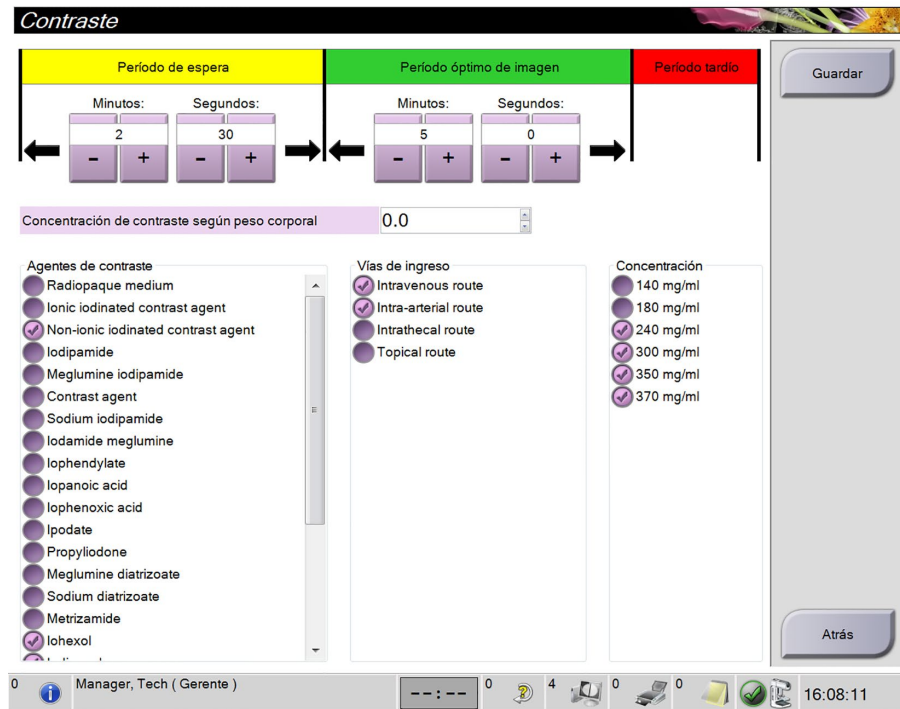 Contraste
Período de espera
Período óptimo de imagen
Período tardío
Guardar
Minutos:
Segundos:
Minutos:
Segundos:
2
30
5
0
- + - +
- + - +
Concentración de contraste según peso corporal
0.0
Agentes de contraste
Radiopaque medium
Ionic iodinated contrast agent
Non-ionic iodinated contrast agent
Iodipamide
Meglumine iodipamide
Contrast agent
Sodium iodipamide
Iodamide meglumine
Iophendylate
Iopanoic acid
Iophenoxic acid
Ipodate
Propyliodone
Meglumine diatrizoate
Sodium diatrizoate
Metrizamide
Iohexol
Vías de ingreso
Intravenous route
Intra-arterial route
Intrathecal route
Topical route
Concentración
140 mg/ml
180 mg/ml
240 mg/ml
300 mg/ml
350 mg/ml
370 mg/ml
Atrás
0
Manager, Tech ( Gerente )
--:--
0
4
0
0
16:08:11